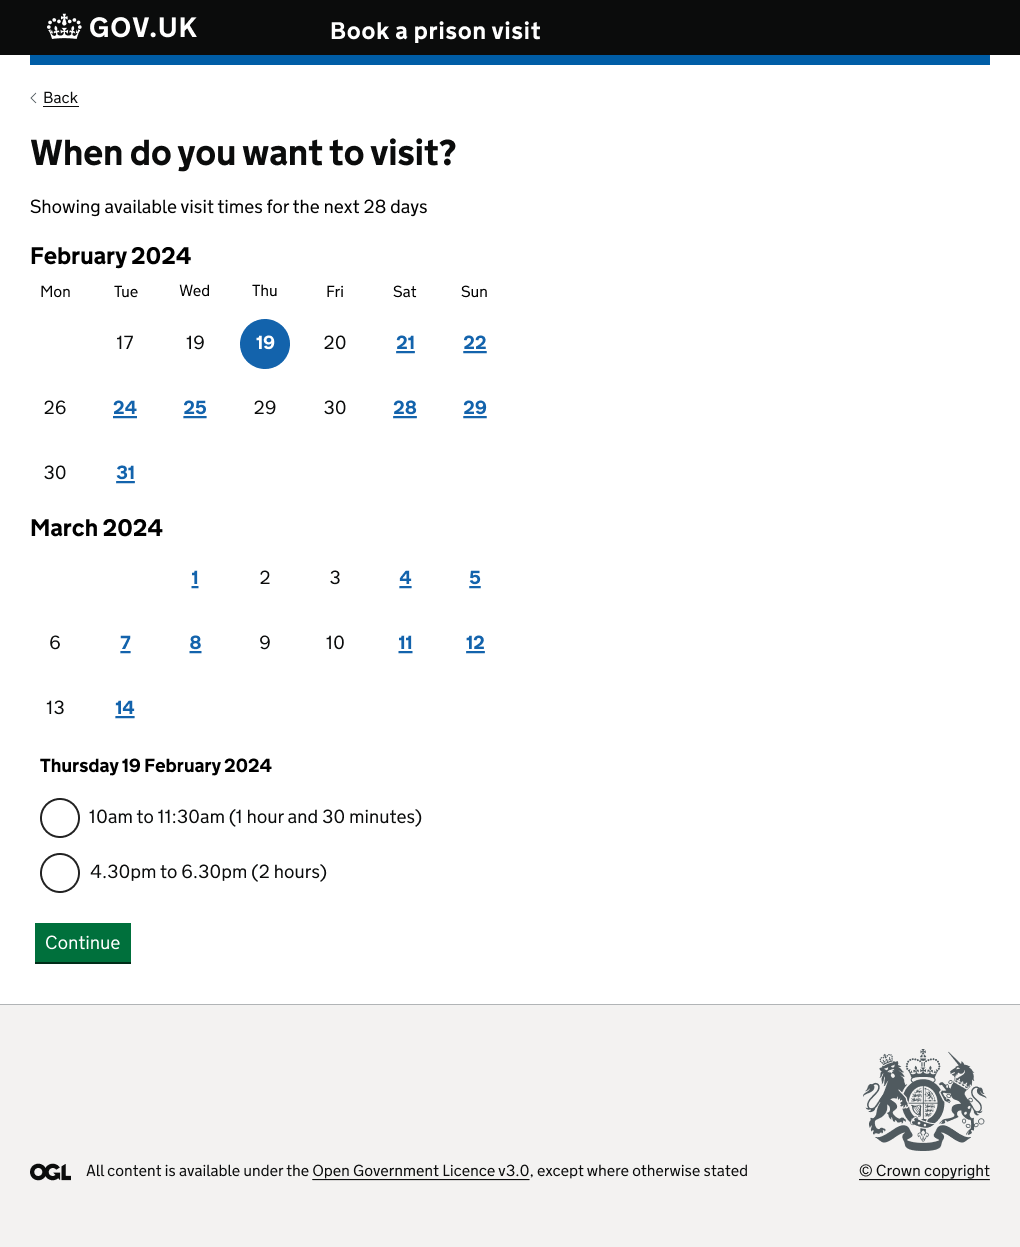 GOV.UK
Book a prison visit
Back
When do you want to visit?
Showing available visit times for the next 28 days
February 2024
Mon Tue Wed Thu Fri Sat Sun
17 19 19 20 21 22
26 24 25 29 30 28 29
30 31
March 2024
1 2 3 4 5
6 7 8 9 10 11 12
13 14
Thursday 19 February 2024
10am to 11:30am (1 hour and 30 minutes)
4.30pm to 6.30pm (2 hours)
Continue
OGL All content is available under the Open Government Licence v3.0, except where otherwise stated
© Crown copyright